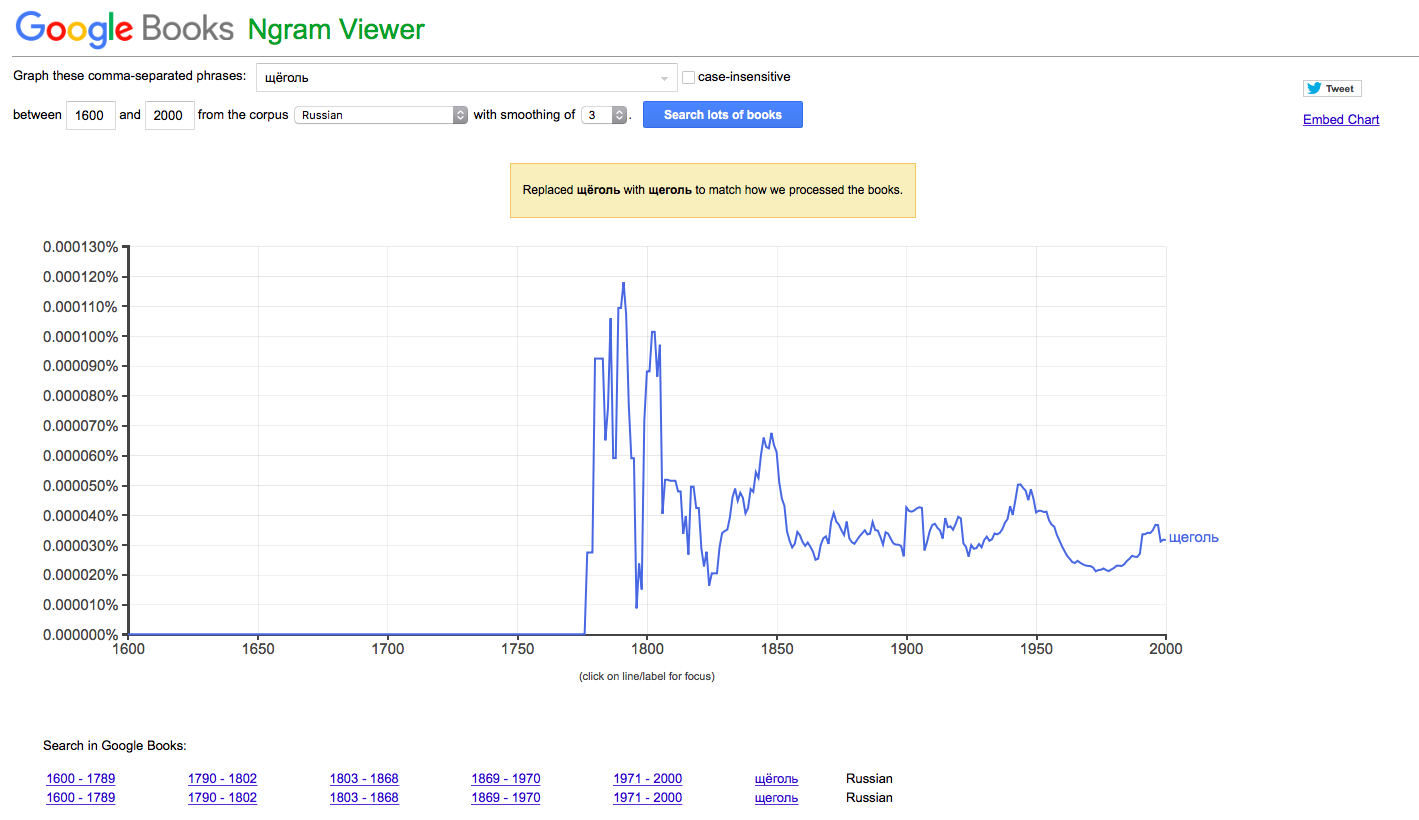 Google Books Ngram Viewer
Graph these comma-separated phrases: щёголь case-insensitive
Tweet
between 1600 and 2000 from the corpus Russian with smoothing of 3 . Search lots of books
Embed Chart
Replaced щёголь with щеголь to match how we processed the books.
0.000130%
0.000120%
0.000110%
0.000100%
0.000090%
0.000080%
0.000070%
0.000060%
0.000050%
0.000040%
0.000030%
щеголь
0.000020%
0.000010%
0.000000%
1600 1650 1700 1750 1800 1850 1900 1950 2000
(click on line/label for focus)
Search in Google Books:
1600 - 1789 1790 - 1802 1803 - 1868 1869 - 1970 1971 - 2000 щёголь Russian
1600 - 1789 1790 - 1802 1803 - 1868 1869 - 1970 1971 - 2000 щеголь Russian